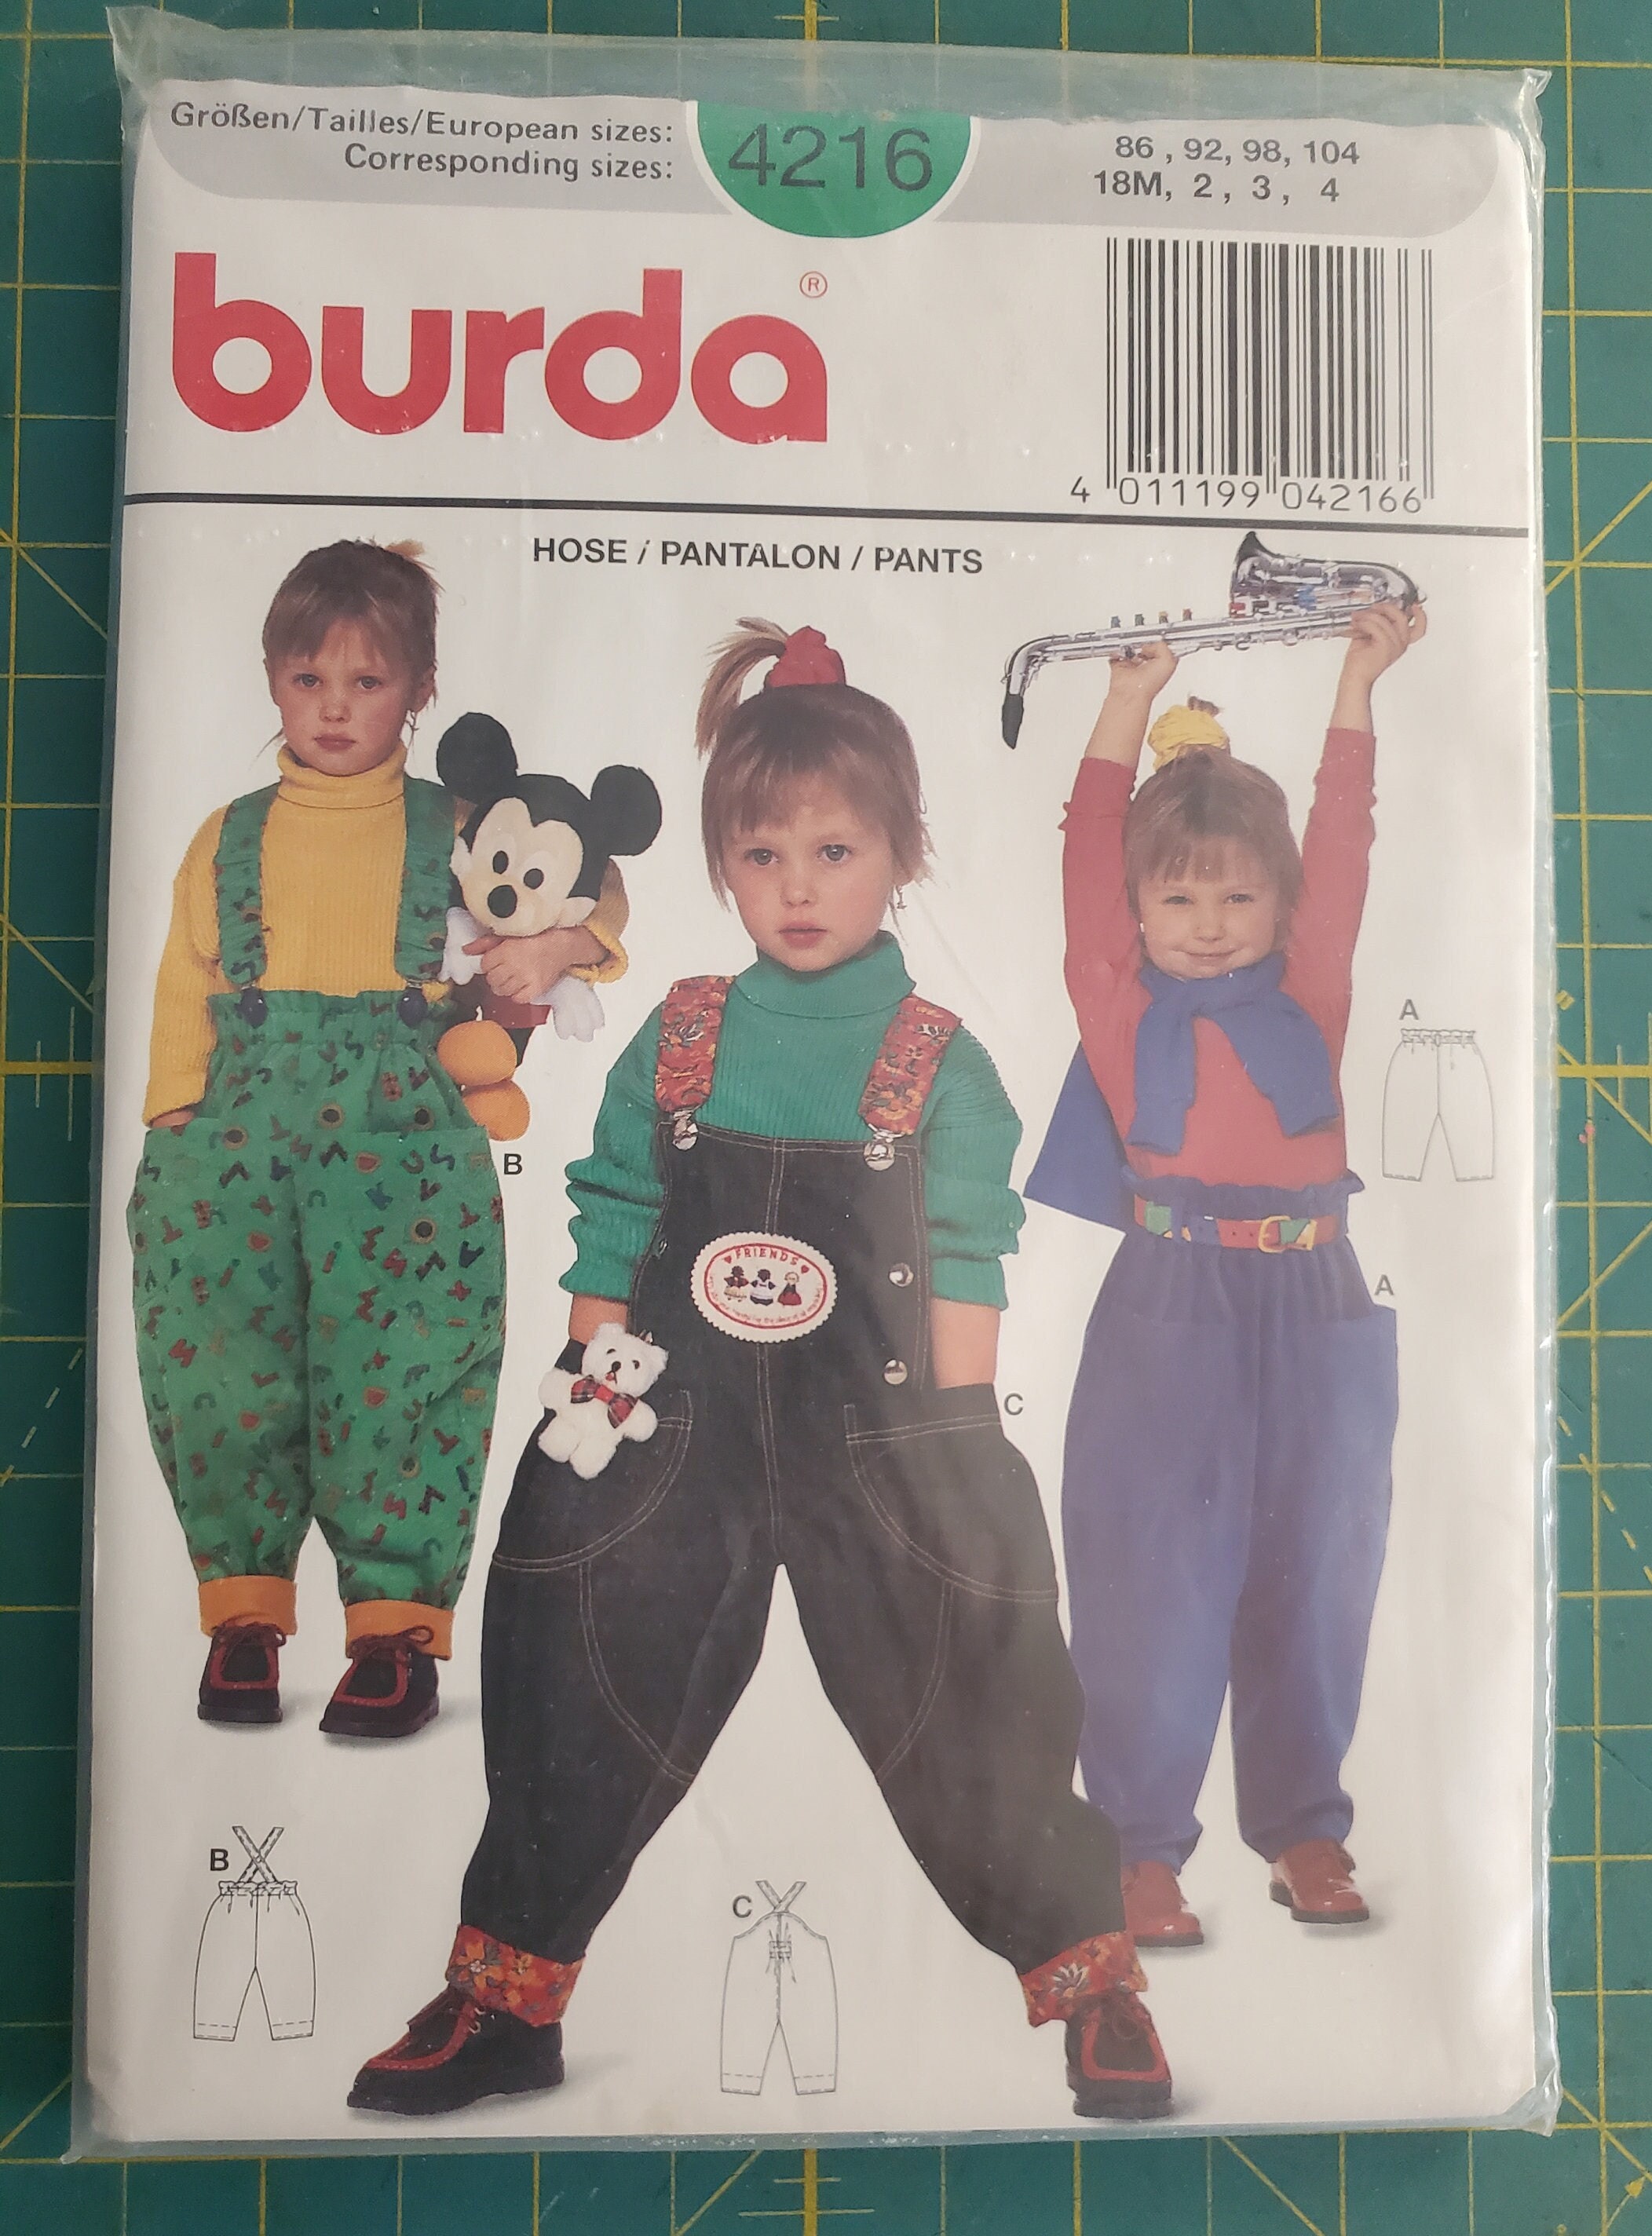 Größen/Tailles/European sizes:
Corresponding sizes:
4216
86 , 92, 98, 104
18M, 2 , 3 , 4
burda®
4 011199 042166
HOSE / PANTALON / PANTS
A
B
FRIENDS
A
C
B
C